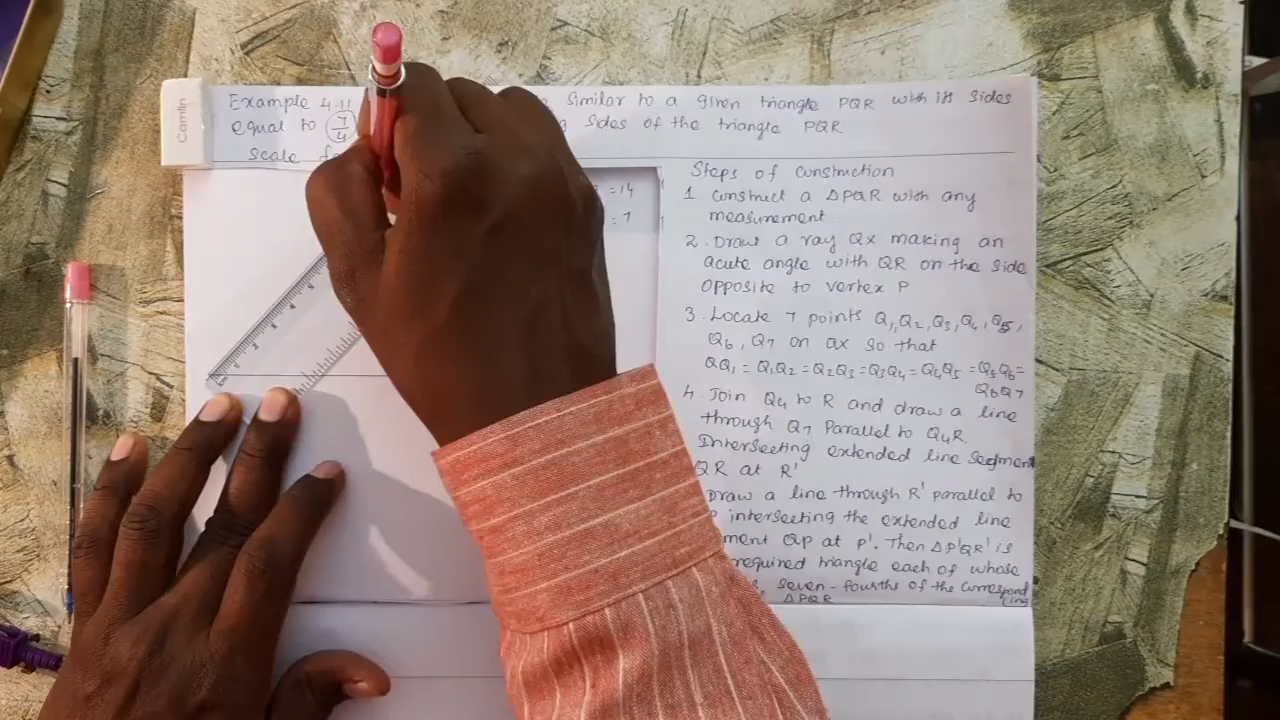 Camlin
Example 4.11 Similar to a given triangle PQR with its sides
equal to 7/4 sides of the triangle PQR
Scale
= 14
= 7
Steps of construction
1. Construct a ΔPQR with any
measurement
2. Draw a ray QX making an
acute angle with QR on the side
opposite to vertex P
3. Locate 7 points Q1, Q2, Q3, Q4, Q5,
Q6, Q7 on ax so that
QQ1 = Q1Q2 = Q2Q3 = Q3Q4 = Q4Q5 = Q5Q6 =
Q6Q7
4. Join Q4 to R and draw a line
through Q7 Parallel to Q4R.
Intersecting extended line Segment
QR at R'
Draw a line through R' parallel to
intersecting the extended line
ment QP at P'. Then ΔP'QR' is
required triangle each of whose
seven-fourths of the correspond
ing
ΔPQR